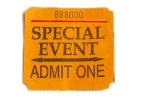 888000
SPECIAL
EVENT
ADMIT ONE